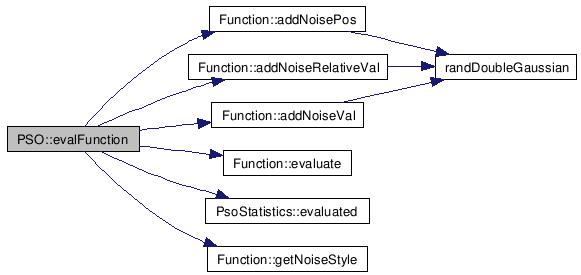 Function::addNoisePos
Function::addNoiseRelativeVal
randDoubleGaussian
Function::addNoiseVal
PSO::evalFunction
Function::evaluate
PsoStatistics::evaluated
Function::getNoiseStyle